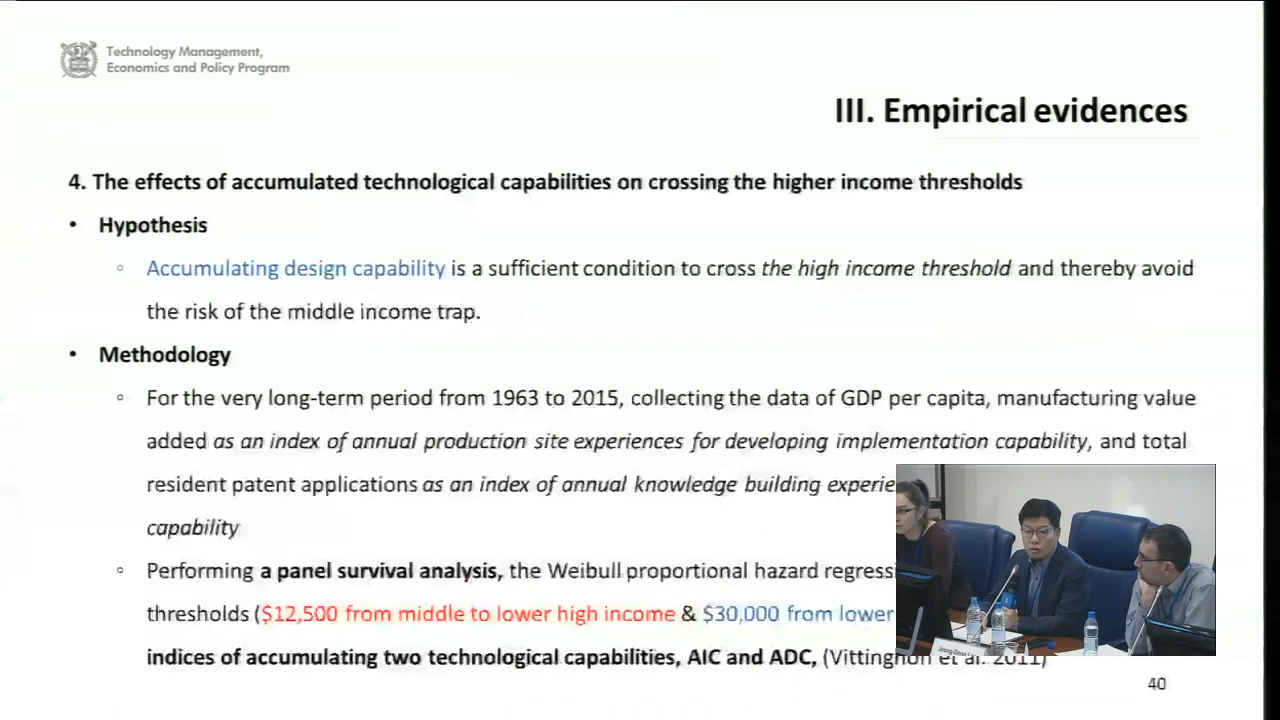 Technology Management,
Economics and Policy Program
III. Empirical evidences
4. The effects of accumulated technological capabilities on crossing the higher income thresholds
• Hypothesis
◦ Accumulating design capability is a sufficient condition to cross the high income threshold and thereby avoid
the risk of the middle income trap.
• Methodology
◦ For the very long-term period from 1963 to 2015, collecting the data of GDP per capita, manufacturing value
added as an index of annual production site experiences for developing implementation capability, and total
resident patent applications as an index of annual knowledge building
capability
◦ Performing a panel survival analysis, the Weibull proportional hazard
thresholds ($12,500 from middle to lower high income & $30,000 from lower
indices of accumulating two technological capabilities, AIC and ADC, (Vittinghoff et al. 2011)
40